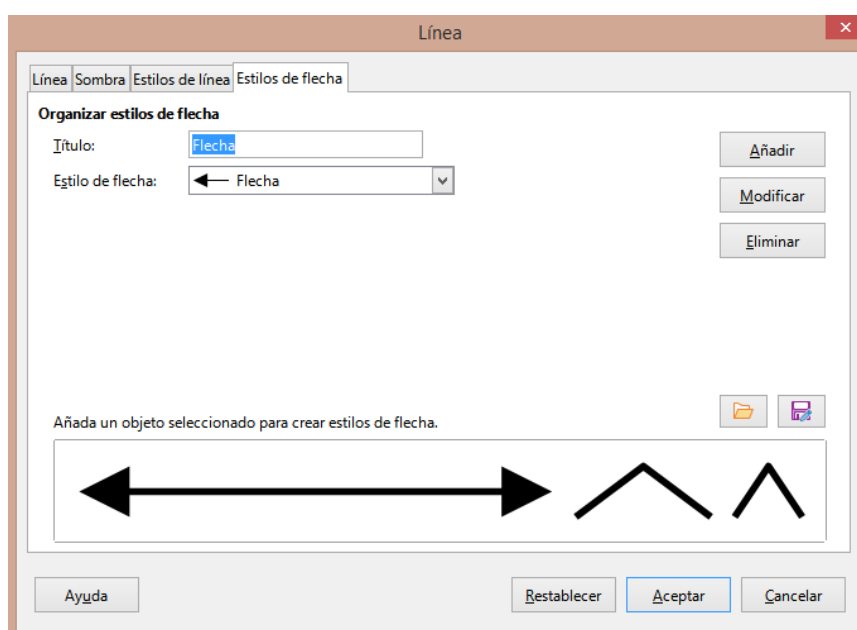 Línea
Línea Sombra Estilos de línea Estilos de flecha
Organizar estilos de flecha
Título: Flecha
Añadir
Estilo de flecha: Flecha
Modificar
Eliminar
Añada un objeto seleccionado para crear estilos de flecha.
Ayuda Restablecer Aceptar Cancelar